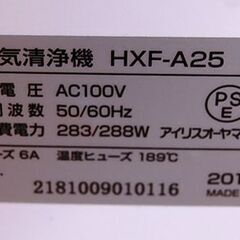 気清浄機 HXF-A25
電圧 AC100V
周波数 50/60Hz
費電力 283/288W
PS
E
アイリスオーヤマ
ーズ 6A 温度ヒューズ 189℃
2181009010116
201
MADE